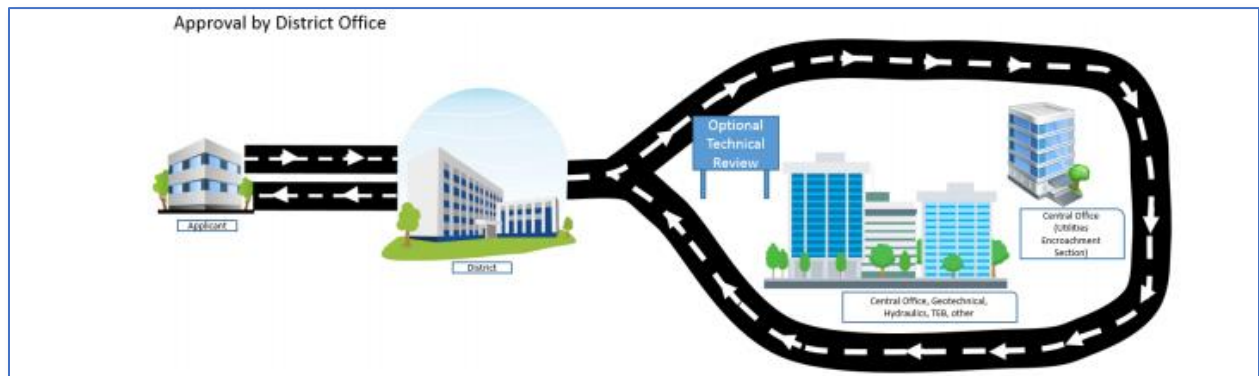 Approval by District Office
Optional
Technical
Review
Applicant
District
Central Office
(Utilities
Encroachment
Section)
Central Office, Geotechnical,
Hydraulics, TEB, other